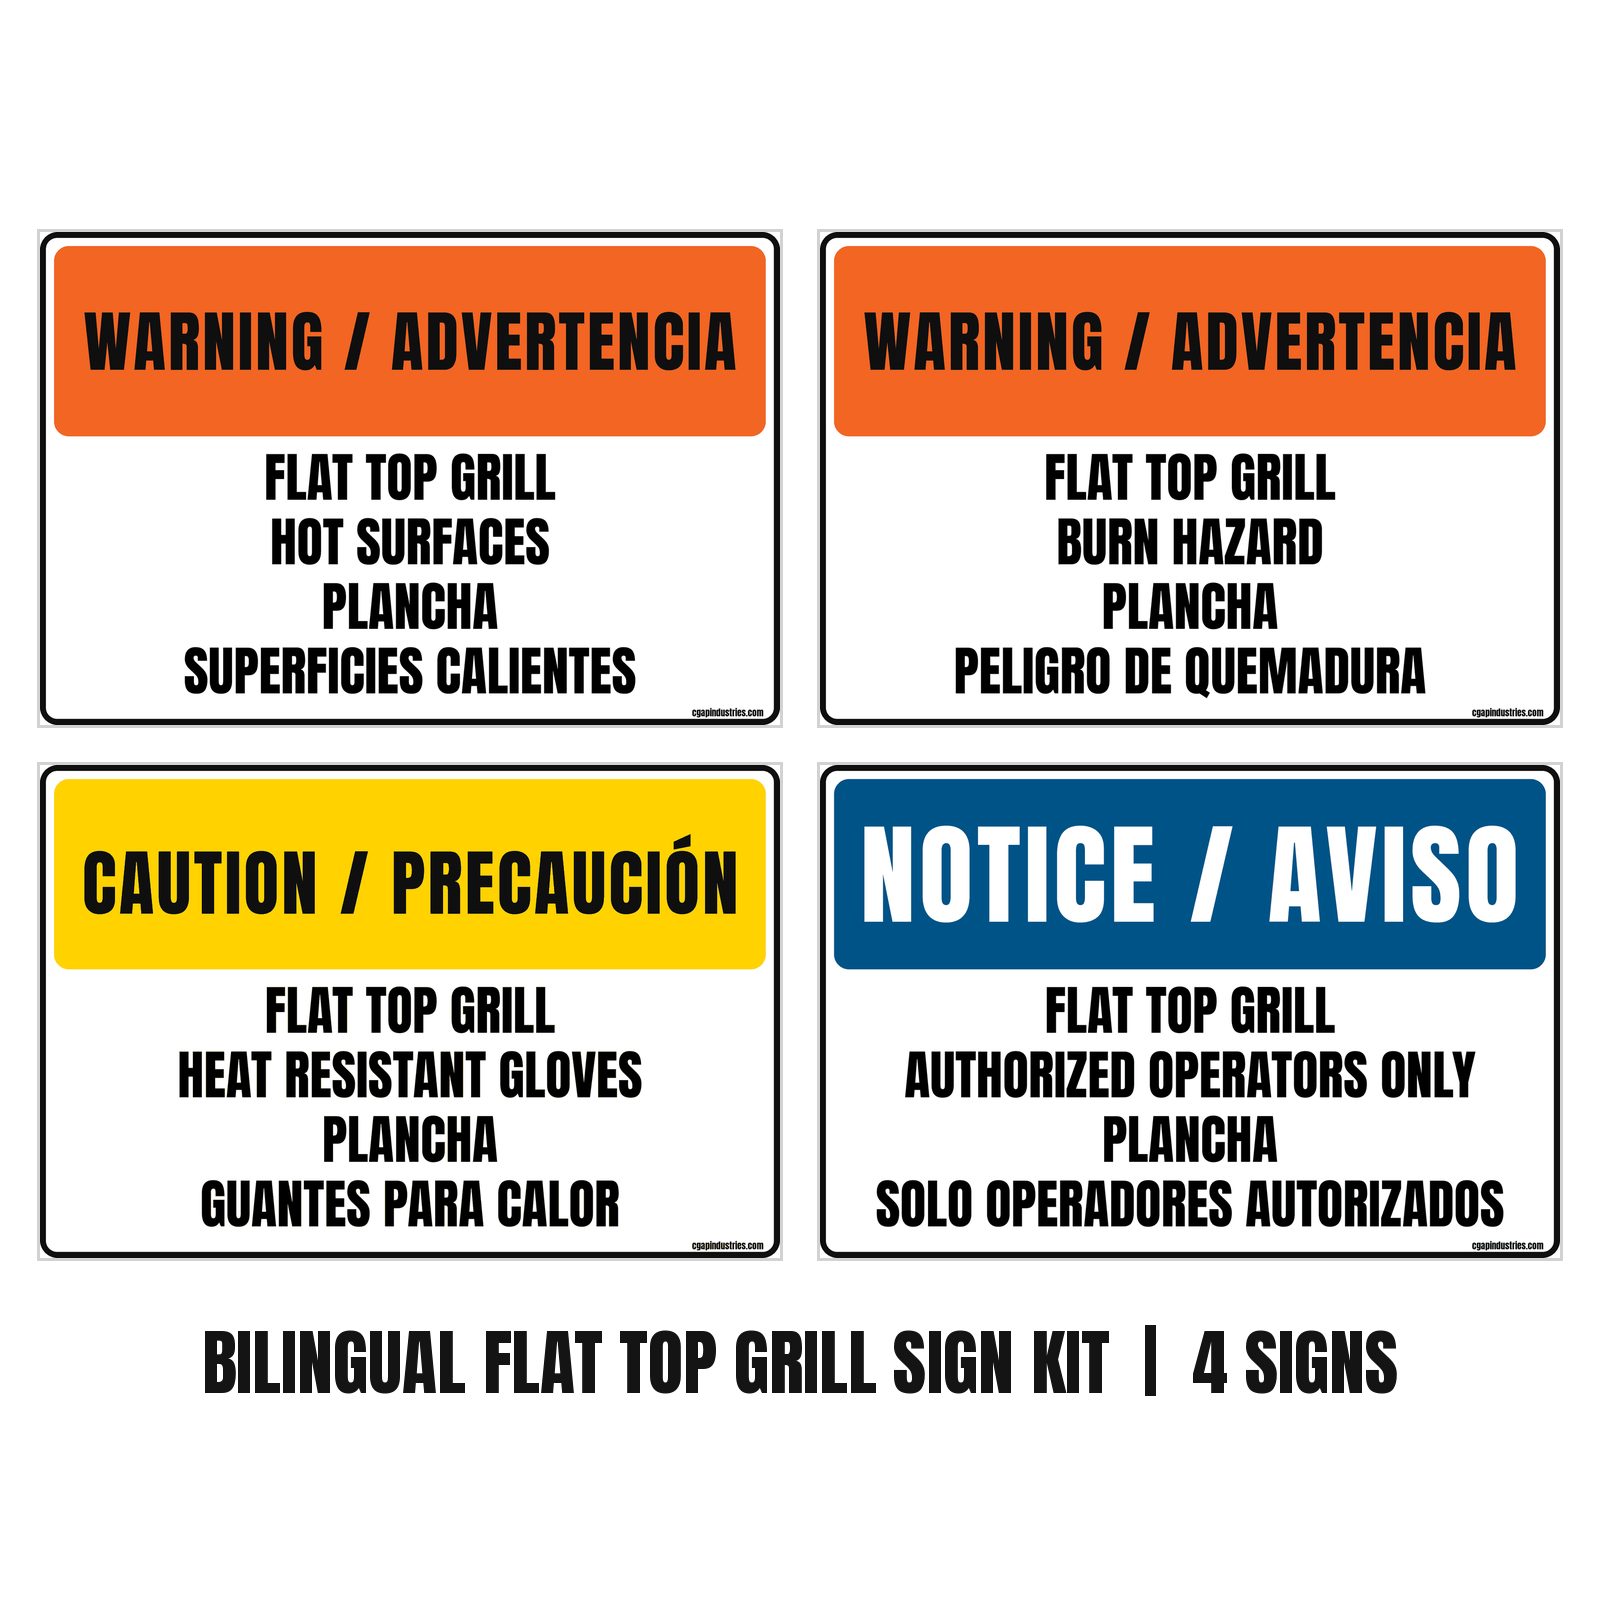 WARNING / ADVERTENCIA
FLAT TOP GRILL
HOT SURFACES
PLANCHA
SUPERFICIES CALIENTES
cgapindustries.com
WARNING / ADVERTENCIA
FLAT TOP GRILL
BURN HAZARD
PLANCHA
PELIGRO DE QUEMADURA
cgapindustries.com
CAUTION / PRECAUCIÓN
FLAT TOP GRILL
HEAT RESISTANT GLOVES
PLANCHA
GUANTES PARA CALOR
cgapindustries.com
NOTICE / AVISO
FLAT TOP GRILL
AUTHORIZED OPERATORS ONLY
PLANCHA
SOLO OPERADORES AUTORIZADOS
cgapindustries.com
BILINGUAL FLAT TOP GRILL SIGN KIT | 4 SIGNS